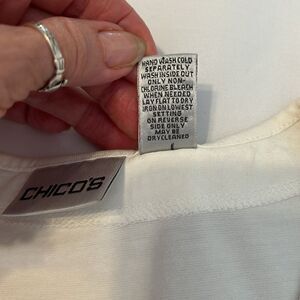 HAND WASH COLD
SEPARATELY
WASH INSIDE OUT
ONLY NON-
CHLORINE BLEACH
WHEN NEEDED
LAY FLAT TO DRY
IRON ON LOWEST
SETTING
ON REVERSE
SIDE ONLY
MAY BE
DRYCLEANED
CHICO'S